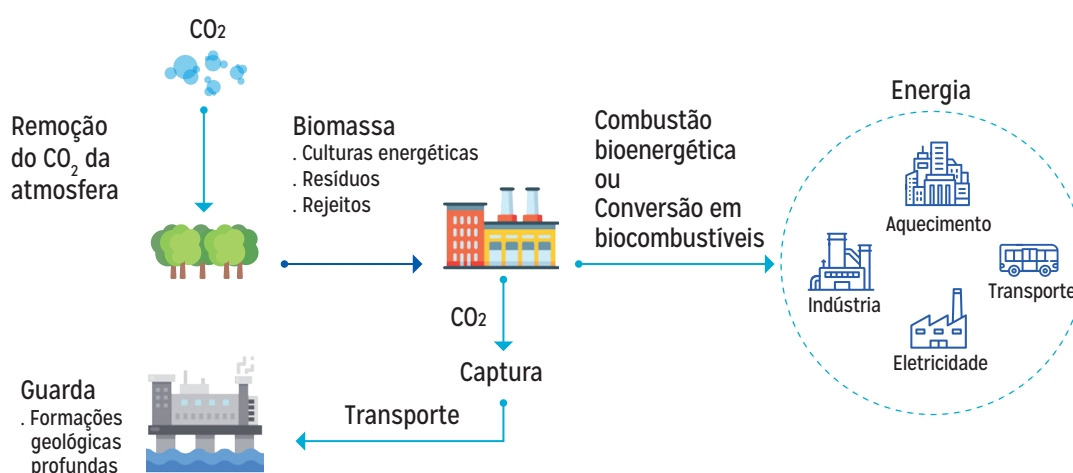 CO₂
Remoção
do CO₂ da
atmosfera
Biomassa
. Culturas energéticas
. Resíduos
. Rejeitos
Combustão
bioenergética
ou
Conversão em
biocombustíveis
Energia
Aquecimento
Indústria
Transporte
Eletricidade
CO₂
Captura
Transporte
Guarda
. Formações
geológicas
profundas